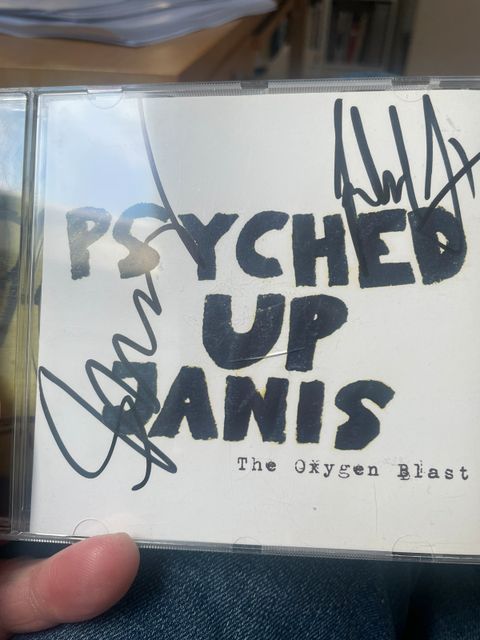 PSYCHED
UP
JANIS
The Oxygen Blast